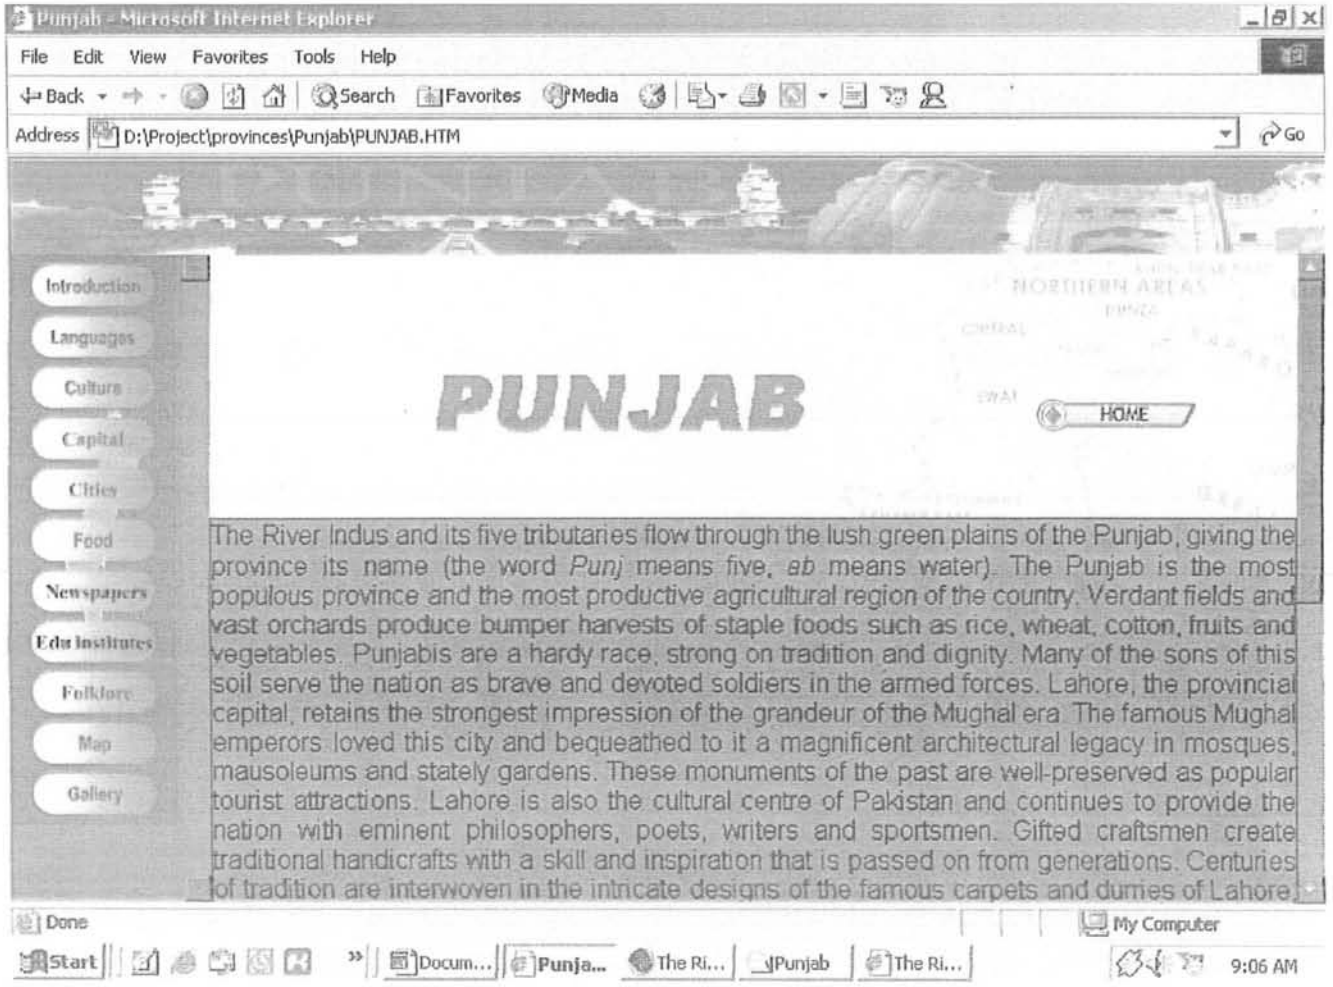 Punjab - Microsoft Internet Explorer
File Edit View Favorites Tools Help
Back Search Favorites Media
Address D:\Project\provinces\Punjab\PUNJAB.HTM Go
PUNJAB
Introduction
Languages
Culture
Capital
Cities
Food
Newspapers
Edu institutes
Folklore
Map
Gallery
NORTHERN AREAS
HUNZA
CHITRAL
SWAT
PUNJAB
HOME
The River Indus and its five tributaries flow through the lush green plains of the Punjab, giving the
province its name (the word Punj means five, ab means water). The Punjab is the most
populous province and the most productive agricultural region of the country. Verdant fields and
vast orchards produce bumper harvests of staple foods such as rice, wheat, cotton, fruits and
vegetables. Punjabis are a hardy race, strong on tradition and dignity. Many of the sons of this
soil serve the nation as brave and devoted soldiers in the armed forces. Lahore, the provincial
capital, retains the strongest impression of the grandeur of the Mughal era. The famous Mughal
emperors loved this city and bequeathed to it a magnificent architectural legacy in mosques,
mausoleums and stately gardens. These monuments of the past are well-preserved as popular
tourist attractions. Lahore is also the cultural centre of Pakistan and continues to provide the
nation with eminent philosophers, poets, writers and sportsmen. Gifted craftsmen create
traditional handicrafts with a skill and inspiration that is passed on from generations. Centuries
of tradition are interwoven in the intricate designs of the famous carpets and durries of Lahore,
Done My Computer
Start » Docum... Punja... The Ri... Punjab The Ri... 9:06 AM